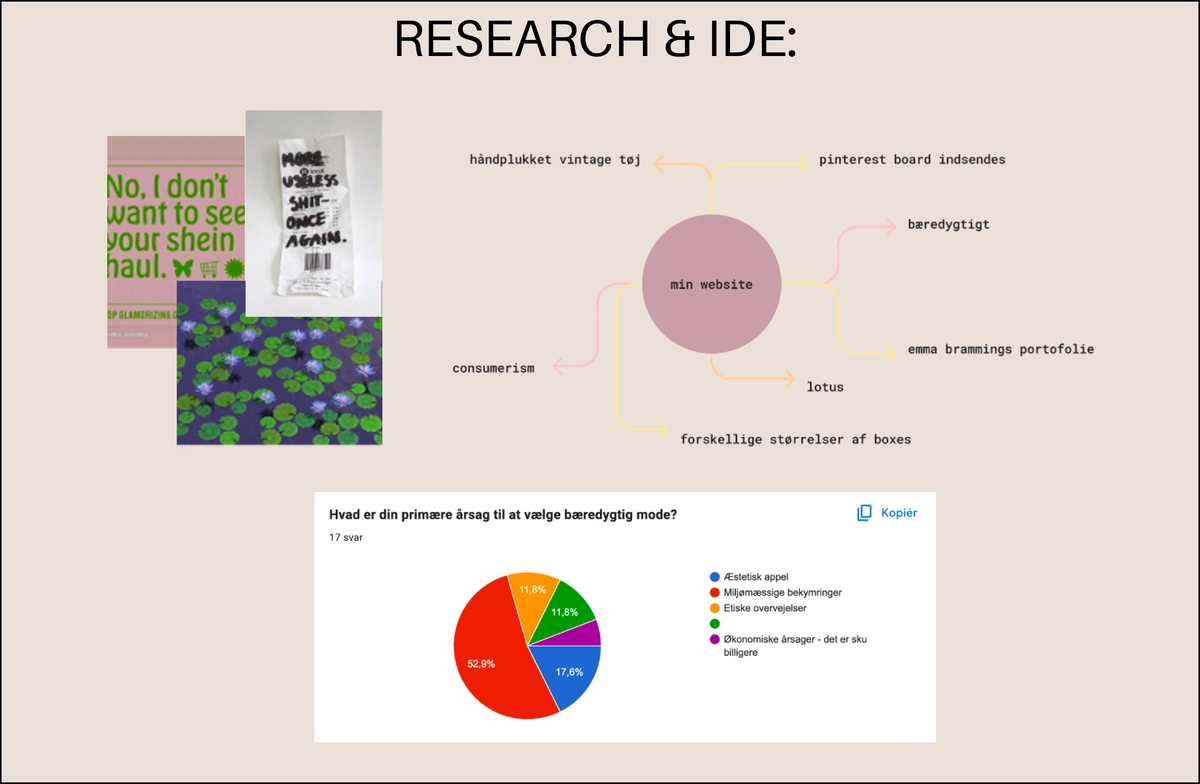 RESEARCH & IDE:
No, I don't
want to see
your shein
haul.
OP GLAMORIZING
MORE
USELESS
SHIT-
ONCE
AGAIN.
håndplukket vintage tøj
pinterest board indsendes
bæredygtigt
min website
emma brammings portofolie
consumerism
lotus
forskellige størrelser af boxes
Hvad er din primære årsag til at vælge bæredygtig mode?
Kopiér
17 svar
11,8%
11,8%
52,9%
17,6%
Æstetisk appel
Miljømæssige bekymringer
Etiske overvejelser
Økonomiske årsager - det er sku
billigere